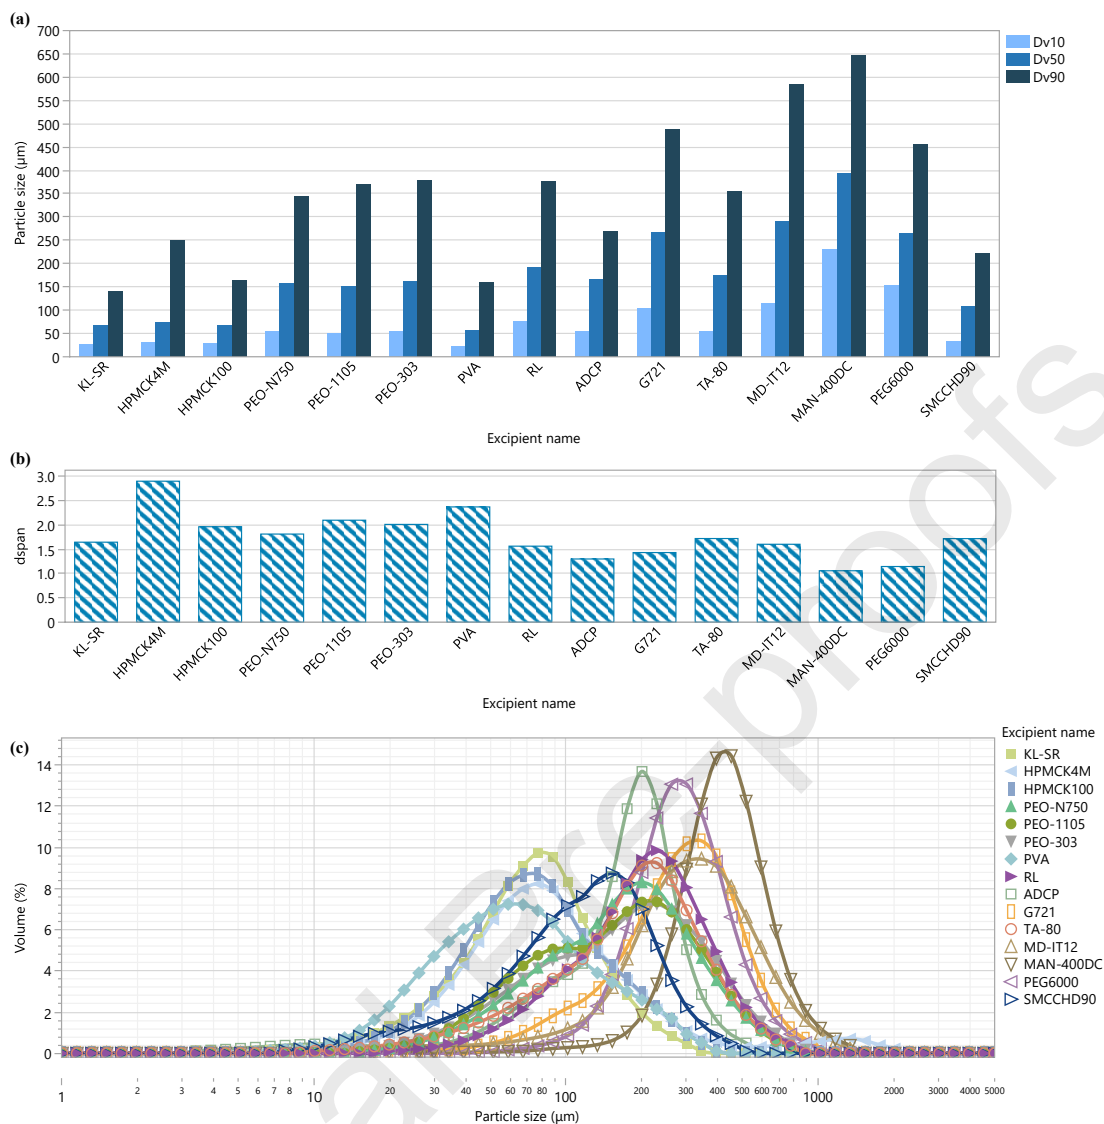 (a)
700
650
600
550
500
450
400
350
300
250
200
150
100
50
0
Particle size (µm)
Dv10
Dv50
Dv90
KL-SR
HPMCK4M
HPMCK100
PEO-N750
PEO-1105
PEO-303
PVA
RL
ADCP
G721
TA-80
MD-IT12
MAN-400DC
PEG6000
SMCCHD90
Excipient name
(b)
3.0
2.5
2.0
1.5
1.0
0.5
0
dspan
KL-SR
HPMCK4M
HPMCK100
PEO-N750
PEO-1105
PEO-303
PVA
RL
ADCP
G721
TA-80
MD-IT12
MAN-400DC
PEG6000
SMCCHD90
Excipient name
(c)
14
12
10
8
6
4
2
0
Volume (%)
Excipient name
KL-SR
HPMCK4M
HPMCK100
PEO-N750
PEO-1105
PEO-303
PVA
RL
ADCP
G721
TA-80
MD-IT12
MAN-400DC
PEG6000
SMCCHD90
1 2 3 4 5 6 7 8 10 20 30 40 50 60 70 80 100 200 300 400 500 600 700 1000 2000 3000 4000 5000
Particle size (µm)
al Pre-proofs